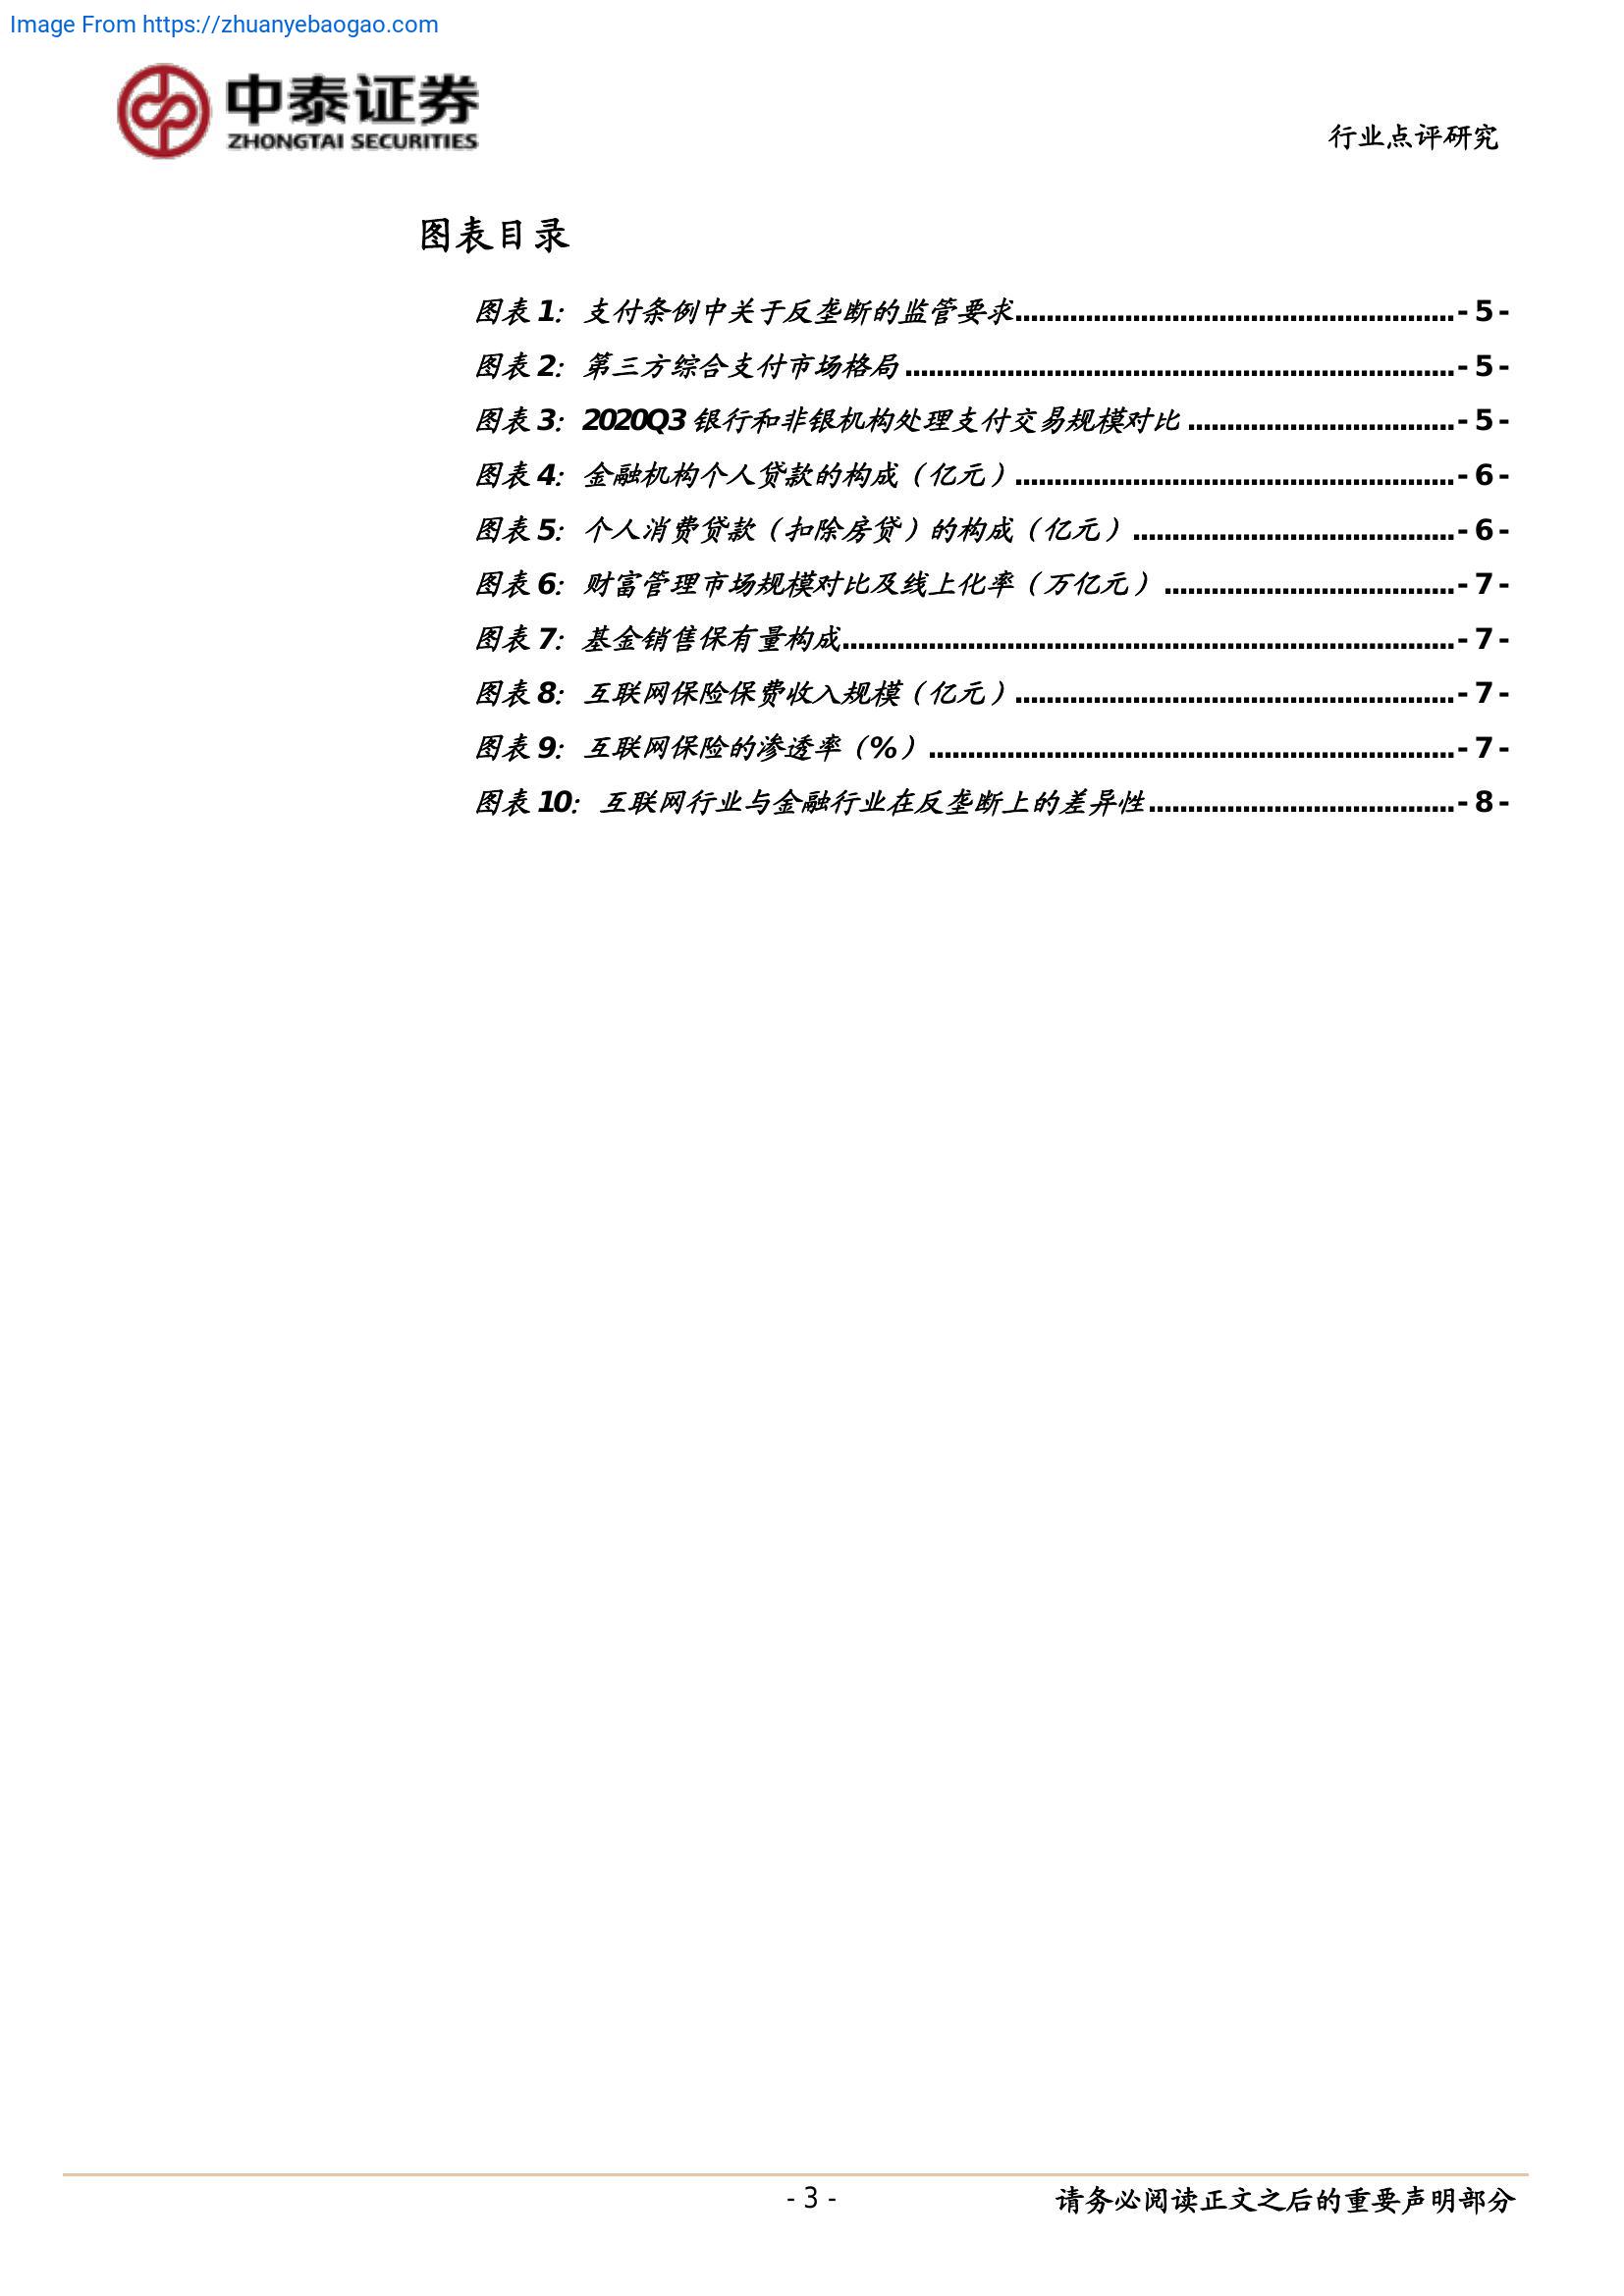 Image From https://zhuanyebaogao.com
中泰证券
ZHONGTAI SECURITIES
行业点评研究
图表目录
图表 1：支付条例中关于反垄断的监管要求........................................................- 5 -
图表 2：第三方综合支付市场格局......................................................................- 5 -
图表 3：2020Q3 银行和非银机构处理支付交易规模对比..................................- 5 -
图表 4：金融机构个人贷款的构成（亿元）........................................................- 6 -
图表 5：个人消费贷款（扣除房贷）的构成（亿元）.........................................- 6 -
图表 6：财富管理市场规模对比及线上化率（万亿元）.....................................- 7 -
图表 7：基金销售保有量构成..............................................................................- 7 -
图表 8：互联网保险保费收入规模（亿元）........................................................- 7 -
图表 9：互联网保险的渗透率（%）...................................................................- 7 -
图表 10：互联网行业与金融行业在反垄断上的差异性.......................................- 8 -
- 3 -
请务必阅读正文之后的重要声明部分